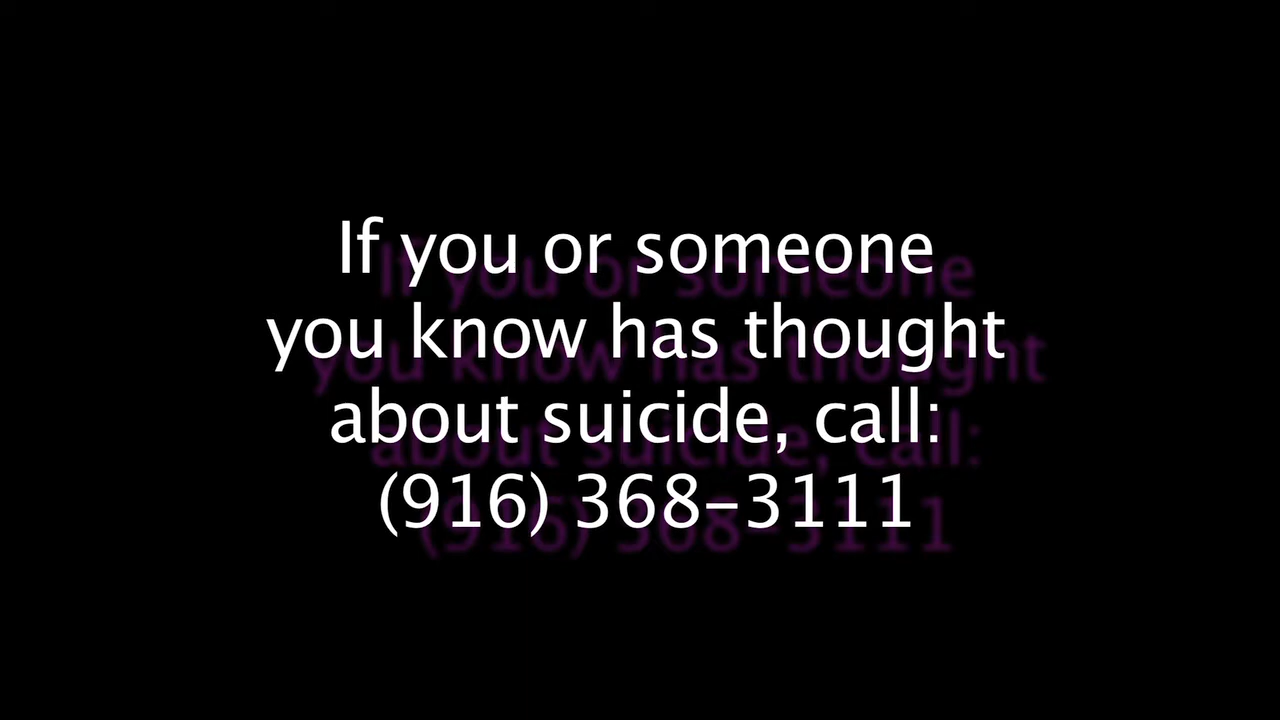 If you or someone
you know has thought
about suicide, call:
(916) 368-3111